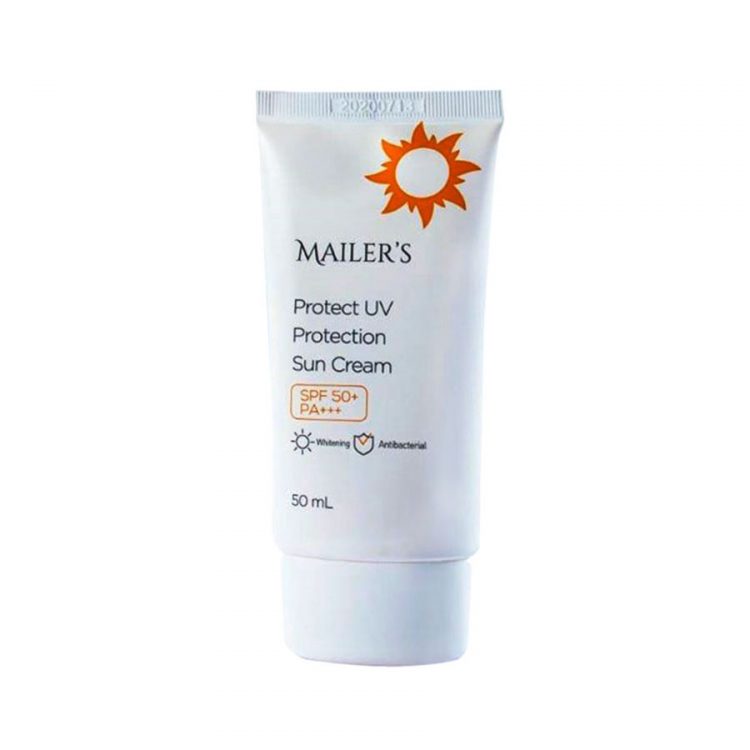 20200713
MAILER'S
Protect UV
Protection
Sun Cream
SPF 50+
PA+++
Whitening Antibacterial
50 mL